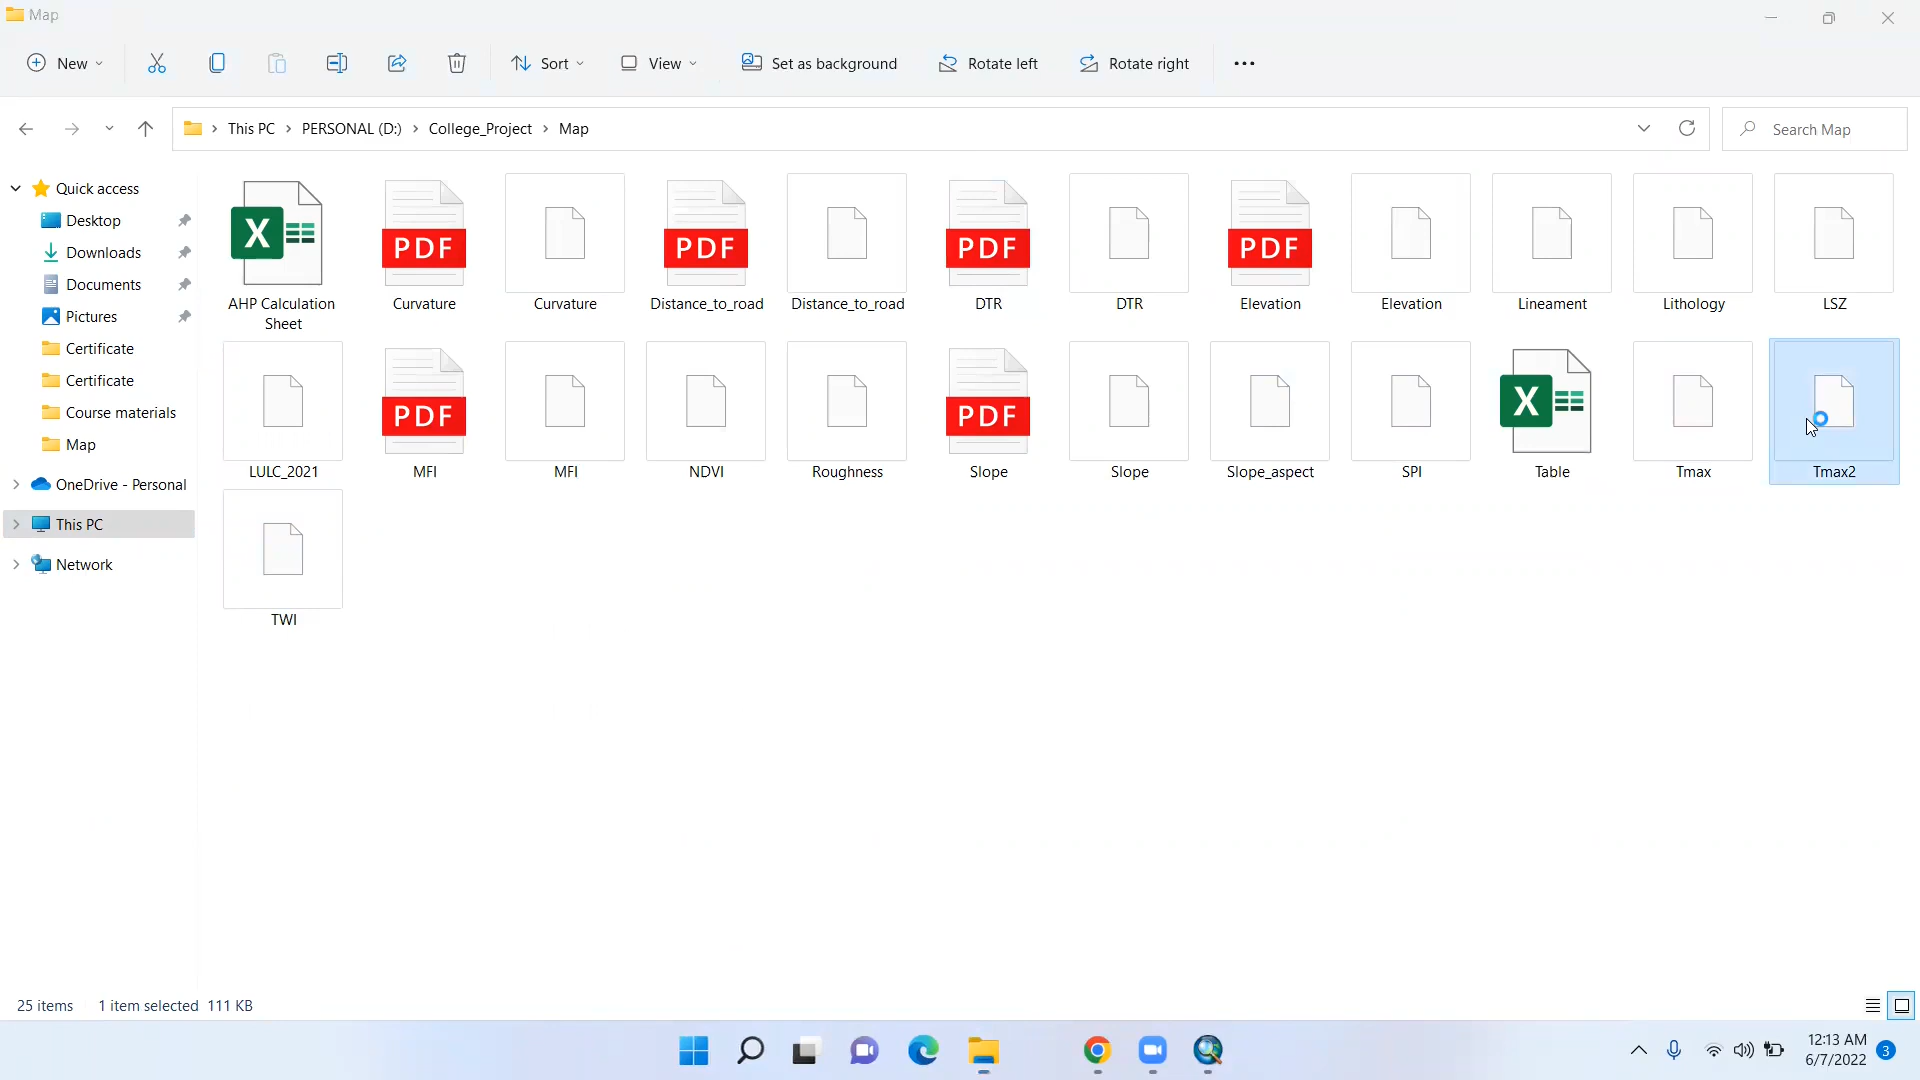 Map
New
Sort
View
Set as background
Rotate left
Rotate right
This PC > PERSONAL (D:) > College_Project > Map
Search Map
Quick access
Desktop
Downloads
Documents
Pictures
Certificate
Certificate
Course materials
Map
OneDrive - Personal
This PC
Network
X
PDF
PDF
PDF
PDF
AHP Calculation
Sheet
Curvature
Curvature
Distance_to_road
Distance_to_road
DTR
DTR
Elevation
Elevation
Lineament
Lithology
LSZ
PDF
PDF
X
LULC_2021
MFI
MFI
NDVI
Roughness
Slope
Slope
Slope_aspect
SPI
Table
Tmax
Tmax2
TWI
25 items
1 item selected 111 KB
12:13 AM
6/7/2022
3